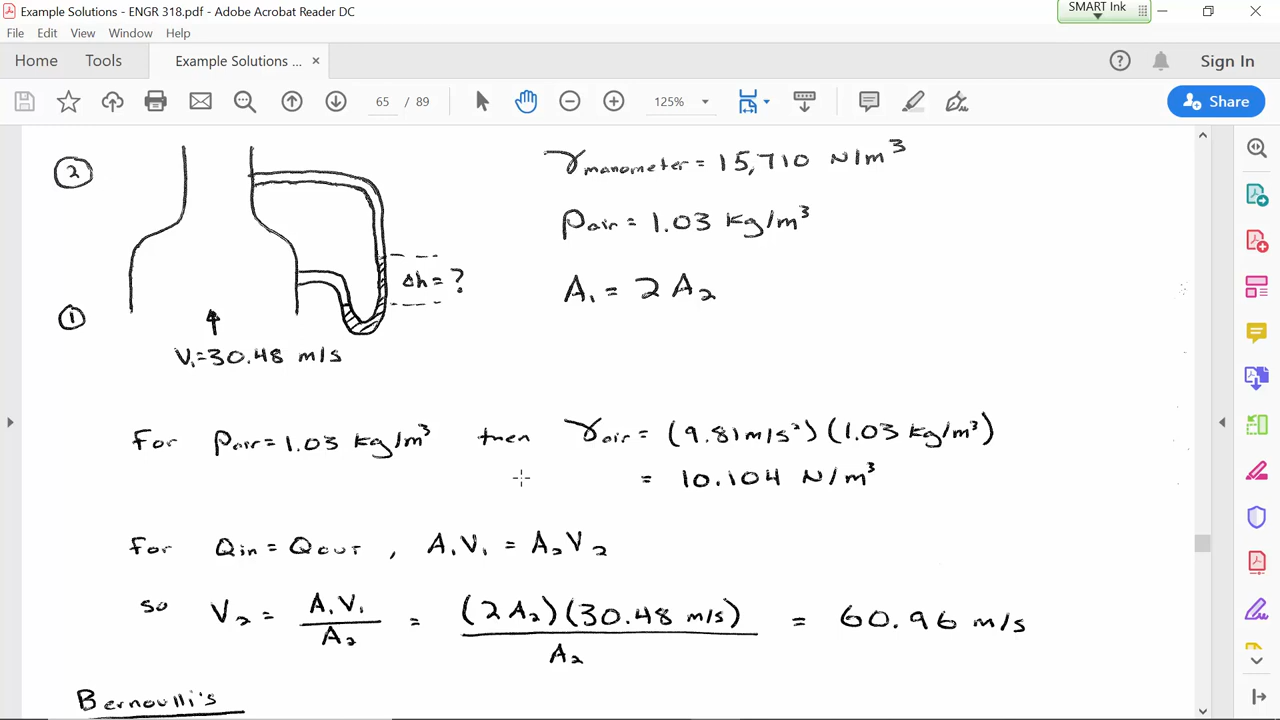 Example Solutions - ENGR 318.pdf - Adobe Acrobat Reader DC
SMART Ink
File Edit View Window Help
Home Tools Example Solutions ... × Sign In
65 / 89 125% Share
② γmanometer = 15,710 N/m³
ρair = 1.03 kg/m³
Δh = ?
A₁ = 2 A₂
①
V₁=30.48 m/s
For ρair = 1.03 kg/m³ then γair = (9.81 m/s²)(1.03 kg/m³)
= 10.104 N/m³
For Qin = Qout , A₁V₁ = A₂V₂
so V₂ = A₁V₁ / A₂ = (2A₂)(30.48 m/s) / A₂ = 60.96 m/s
Bernoulli's